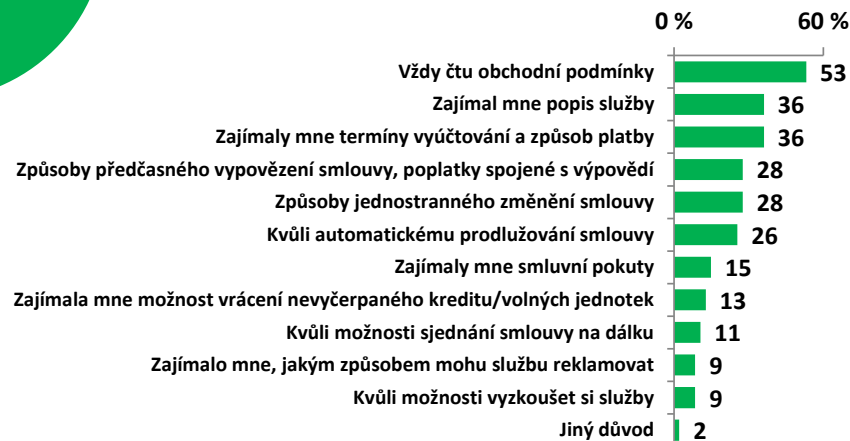 0 % 60 %
Vždy čtu obchodní podmínky 53
Zajímal mne popis služby 36
Zajímaly mne termíny vyúčtování a způsob platby 36
Způsoby předčasného vypovězení smlouvy, poplatky spojené s výpovědí 28
Způsoby jednostranného změnění smlouvy 28
Kvůli automatickému prodlužování smlouvy 26
Zajímaly mne smluvní pokuty 15
Zajímala mne možnost vrácení nevyčerpaného kreditu/volných jednotek 13
Kvůli možnosti sjednání smlouvy na dálku 11
Zajímalo mne, jakým způsobem mohu službu reklamovat 9
Kvůli možnosti vyzkoušet si služby 9
Jiný důvod 2